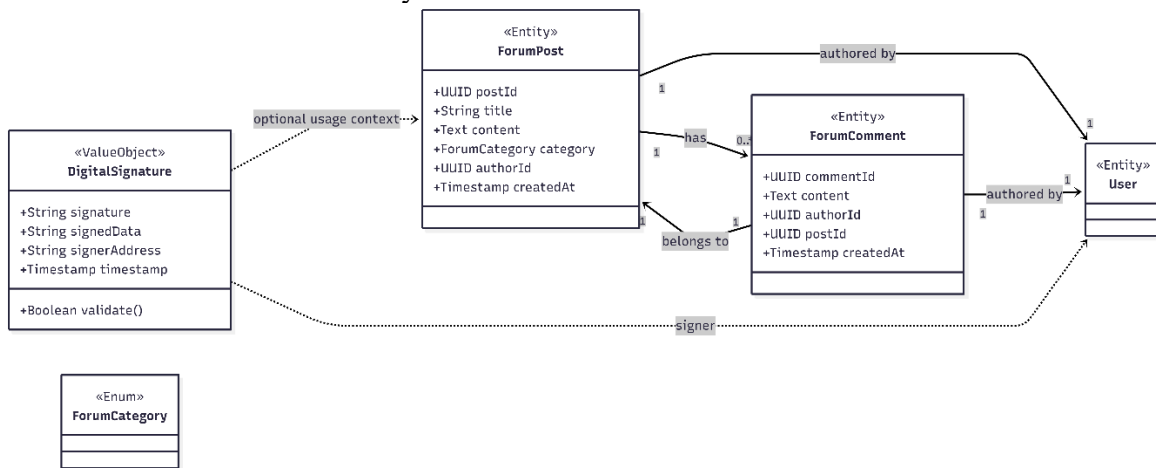 «Entity»
ForumPost
+UUID postId
+String title
+Text content
+ForumCategory category
+UUID authorId
+Timestamp createdAt
authored by
1
1
optional usage context
has
1
0..*
«Entity»
ForumComment
+UUID commentId
+Text content
+UUID authorId
+UUID postId
+Timestamp createdAt
«ValueObject»
DigitalSignature
+String signature
+String signedData
+String signerAddress
+Timestamp timestamp
+Boolean validate()
«Entity»
User
authored by
1
1
belongs to
1
1
signer
«Enum»
ForumCategory